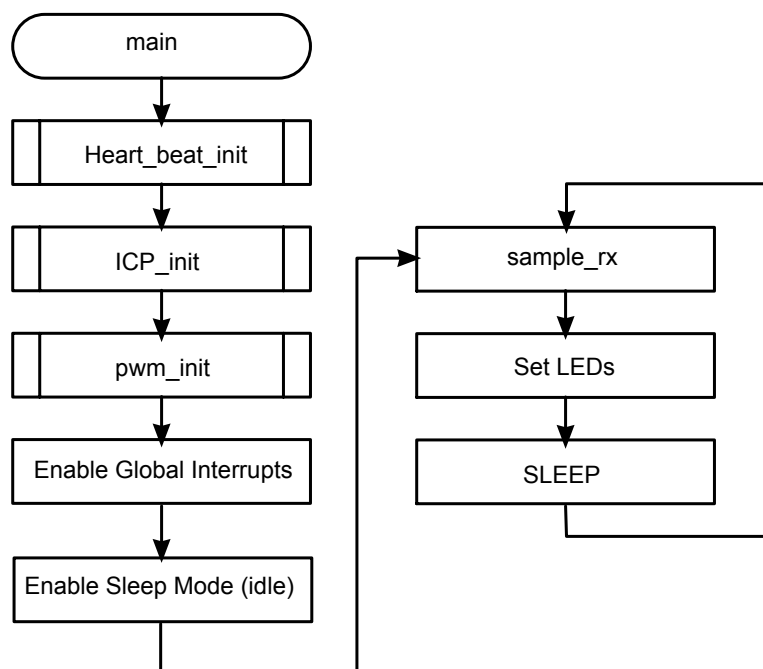 main
Heart_beat_init
ICP_init
pwm_init
Enable Global Interrupts
Enable Sleep Mode (idle)
sample_rx
Set LEDs
SLEEP